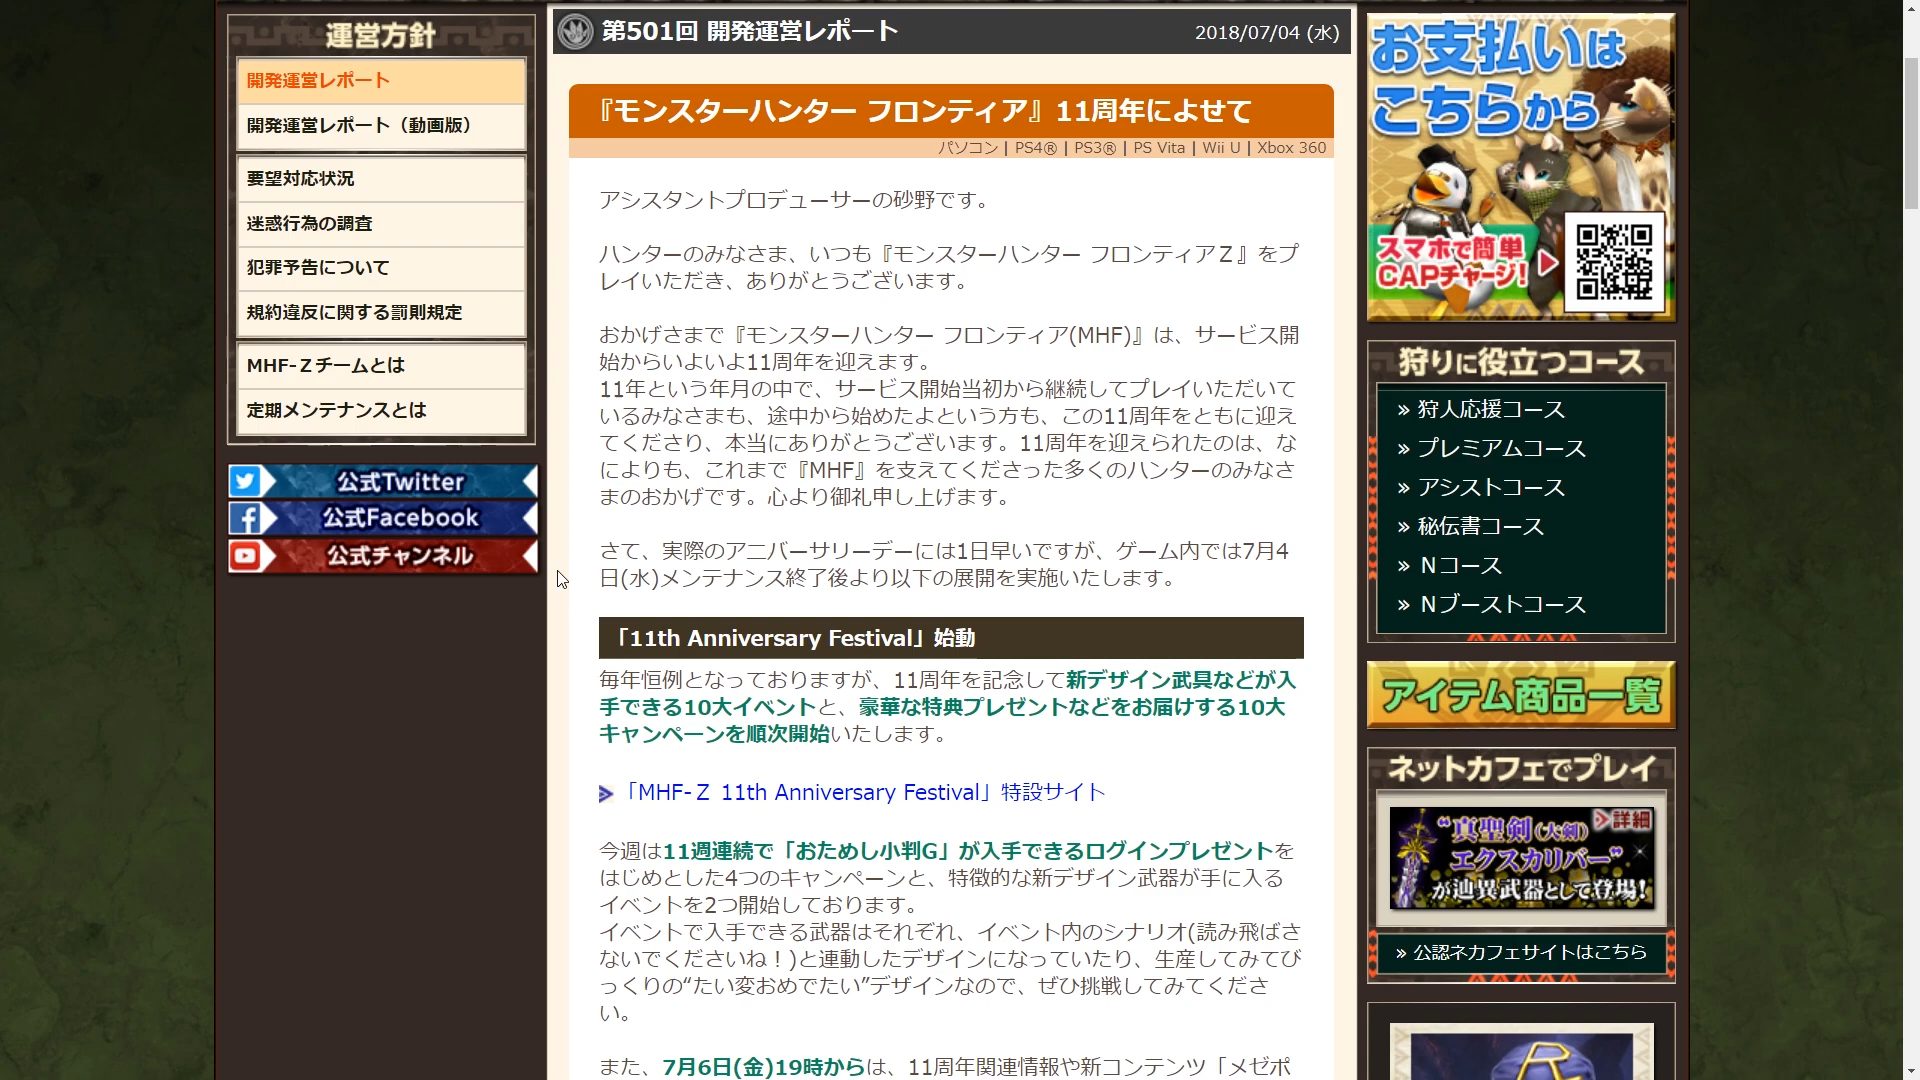 運営方針
開発運営レポート
開発運営レポート（動画版）
要望対応状況
迷惑行為の調査
犯罪予告について
規約違反に関する罰則規定
MHF-Ｚチームとは
定期メンテナンスとは
公式Twitter
公式Facebook
公式チャンネル
第501回 開発運営レポート
2018/07/04 (水)
『モンスターハンター フロンティア』11周年によせて
パソコン | PS4® | PS3® | PS Vita | Wii U | Xbox 360
アシスタントプロデューサーの砂野です。
ハンターのみなさま、いつも『モンスターハンター フロンティアＺ』をプ
レイいただき、ありがとうございます。
おかげさまで『モンスターハンター フロンティア(MHF)』は、サービス開
始からいよいよ11周年を迎えます。
11年という年月の中で、サービス開始当初から継続してプレイいただいて
いるみなさまも、途中から始めたよという方も、この11周年をともに迎え
てくださり、本当にありがとうございます。11周年を迎えられたのは、な
によりも、これまで『MHF』を支えてくださった多くのハンターのみなさ
まのおかげです。心より御礼申し上げます。
さて、実際のアニバーサリーデーには1日早いですが、ゲーム内では7月4
日(水)メンテナンス終了後より以下の展開を実施いたします。
「11th Anniversary Festival」始動
毎年恒例となっておりますが、11周年を記念して新デザイン武具などが入
手できる10大イベントと、豪華な特典プレゼントなどをお届けする10大
キャンペーンを順次開始いたします。
「MHF-Ｚ 11th Anniversary Festival」特設サイト
今週は11週連続で「おためし小判G」が入手できるログインプレゼントを
はじめとした4つのキャンペーンと、特徴的な新デザイン武器が手に入る
イベントを2つ開始しております。
イベントで入手できる武器はそれぞれ、イベント内のシナリオ(読み飛ばさ
ないでくださいね！)と連動したデザインになっていたり、生産してみてび
っくりの“たい変おめでたい”デザインなので、ぜひ挑戦してみてくださ
い。
また、7月6日(金)19時からは、11周年関連情報や新コンテンツ「メゼポ
お支払いは
こちらから
スマホで簡単
CAPチャージ!
狩りに役立つコース
» 狩人応援コース
» プレミアムコース
» アシストコース
» 秘伝書コース
» Ｎコース
» Ｎブーストコース
アイテム商品一覧
ネットカフェでプレイ
詳細
“真聖剣(大剣)
エクスカリバー”
が辿異武器として登場!
» 公認ネカフェサイトはこちら